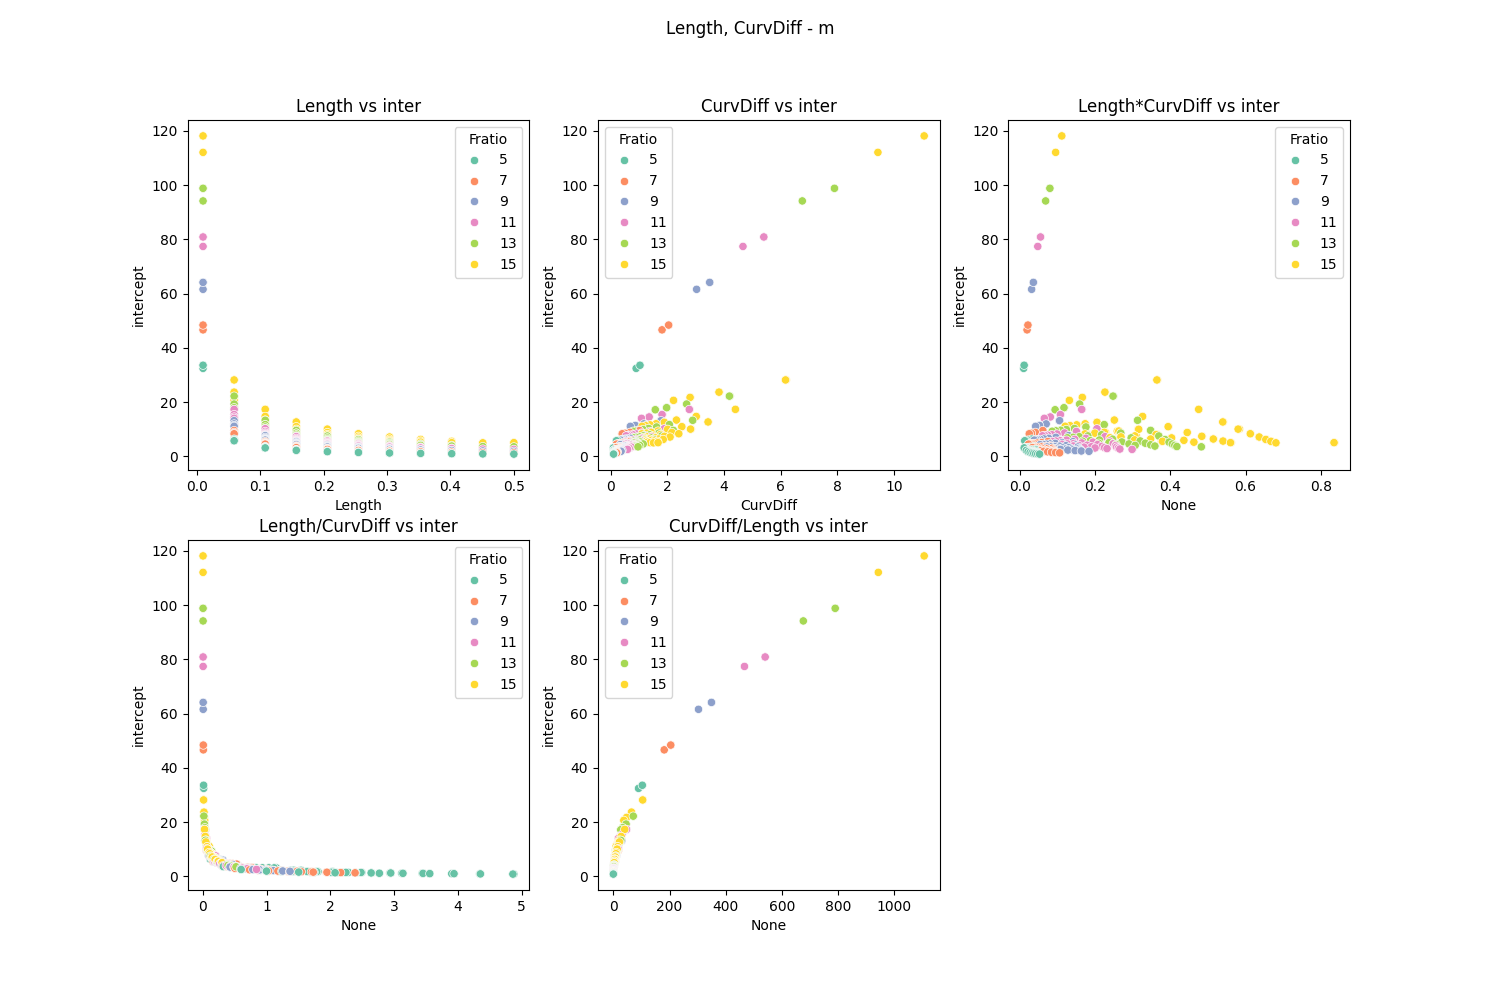 Length, CurvDiff - m
Length vs inter
intercept
120
100
80
60
40
20
0
0.0 0.1 0.2 0.3 0.4 0.5
Length
Fratio
5
7
9
11
13
15
CurvDiff vs inter
intercept
120
100
80
60
40
20
0
0 2 4 6 8 10
CurvDiff
Fratio
5
7
9
11
13
15
Length*CurvDiff vs inter
intercept
120
100
80
60
40
20
0
0.0 0.2 0.4 0.6 0.8
None
Fratio
5
7
9
11
13
15
Length/CurvDiff vs inter
intercept
120
100
80
60
40
20
0
0 1 2 3 4 5
None
Fratio
5
7
9
11
13
15
CurvDiff/Length vs inter
intercept
120
100
80
60
40
20
0
0 200 400 600 800 1000
None
Fratio
5
7
9
11
13
15